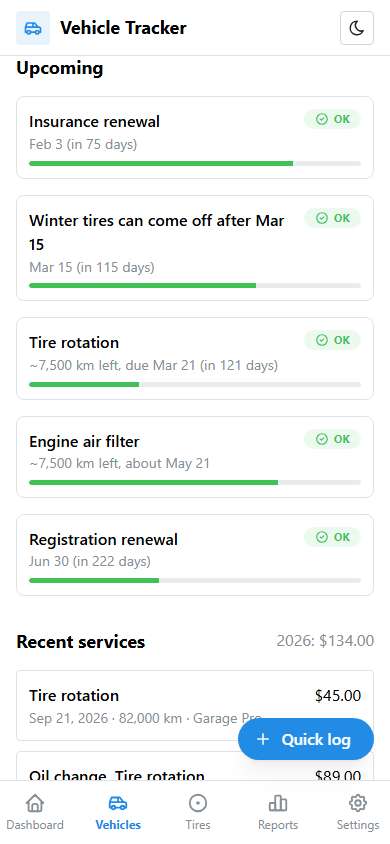 Vehicle Tracker
Upcoming
Insurance renewal
OK
Feb 3 (in 75 days)
Winter tires can come off after Mar
15
OK
Mar 15 (in 115 days)
Tire rotation
OK
~7,500 km left, due Mar 21 (in 121 days)
Engine air filter
OK
~7,500 km left, about May 21
Registration renewal
OK
Jun 30 (in 222 days)
Recent services
2026: $134.00
Tire rotation
$45.00
Sep 21, 2026 · 82,000 km · Garage Pro
Quick log
Oil change, Tire rotation
$89.00
Dashboard
Vehicles
Tires
Reports
Settings